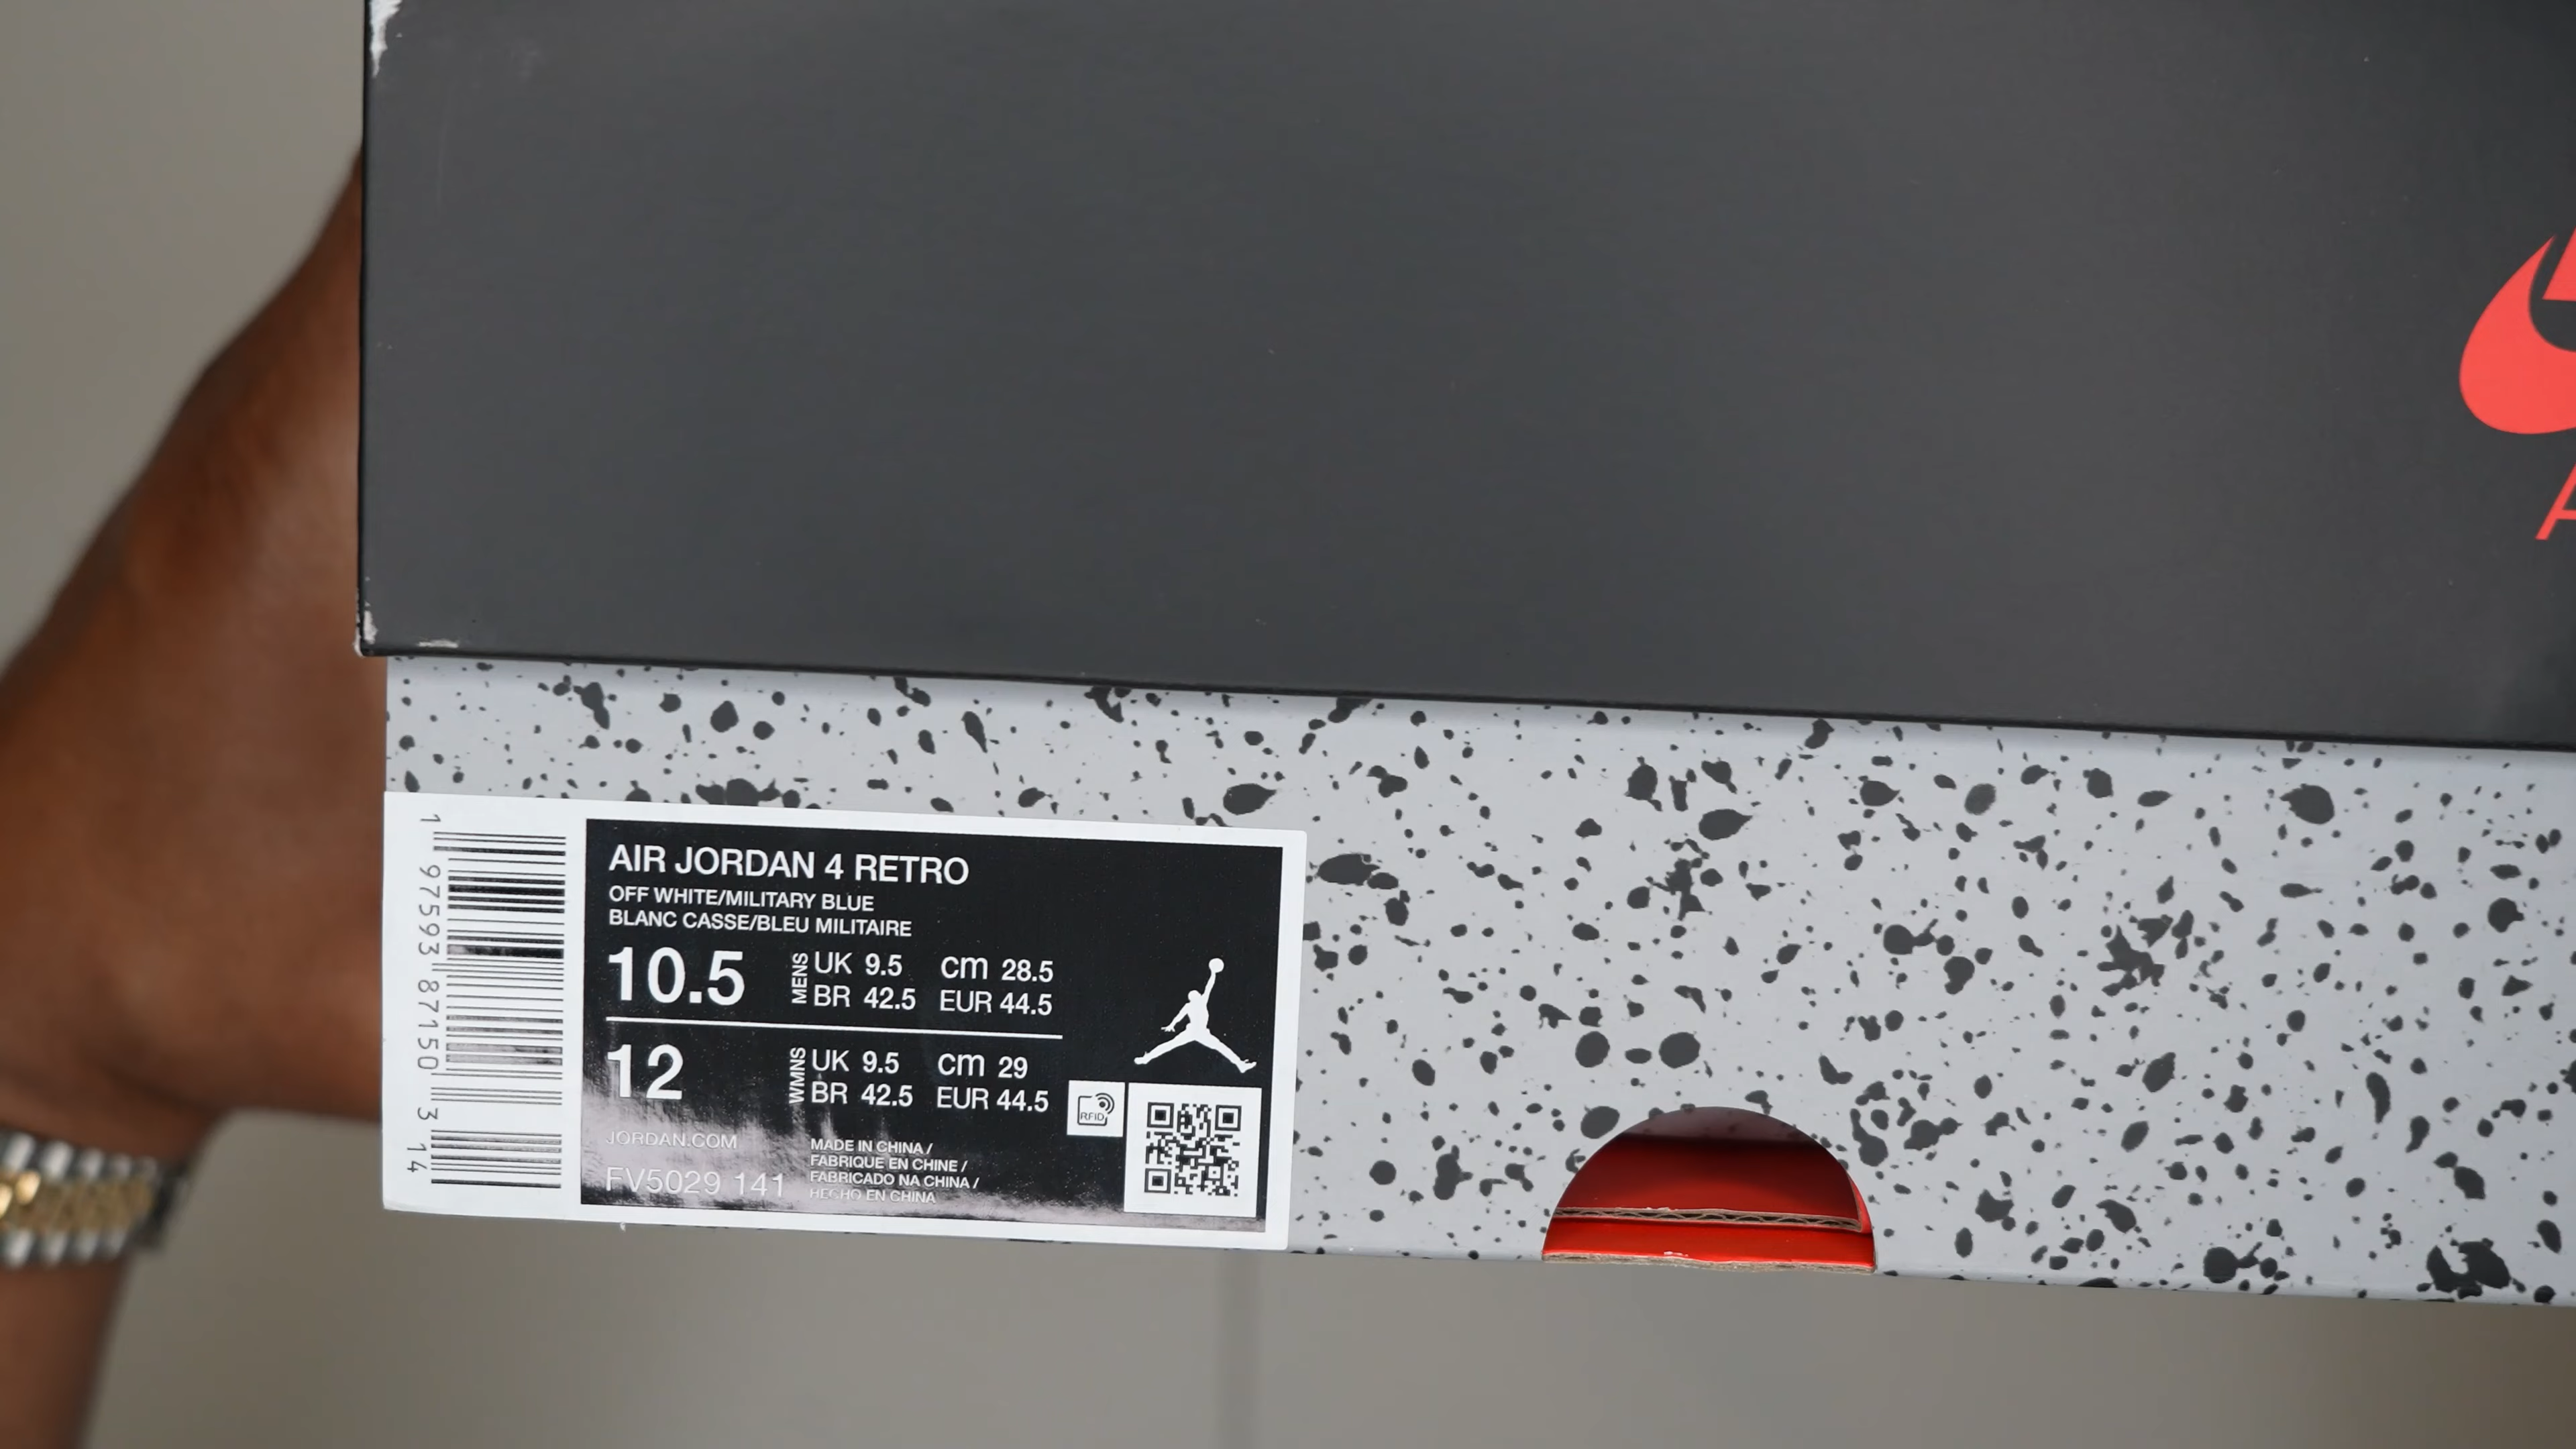 AIR JORDAN 4 RETRO
OFF WHITE/MILITARY BLUE
BLANC CASSE/BLEU MILITAIRE
10.5 MENS UK 9.5 cm 28.5
BR 42.5 EUR 44.5
12 WMNS UK 9.5 cm 29
BR 42.5 EUR 44.5
RFID
JORDAN.COM
FV5029 141
MADE IN CHINA /
FABRIQUE EN CHINE /
FABRICADO NA CHINA /
HECHO EN CHINA
1 97593 87150 3 14
A